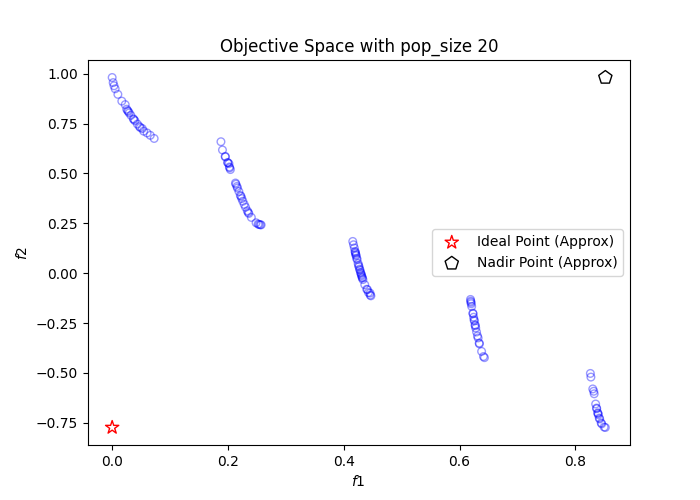 Objective Space with pop_size 20
1.00
0.75
0.50
0.25
0.00
−0.25
−0.50
−0.75
f2
Ideal Point (Approx)
Nadir Point (Approx)
0.0 0.2 0.4 0.6 0.8
f1